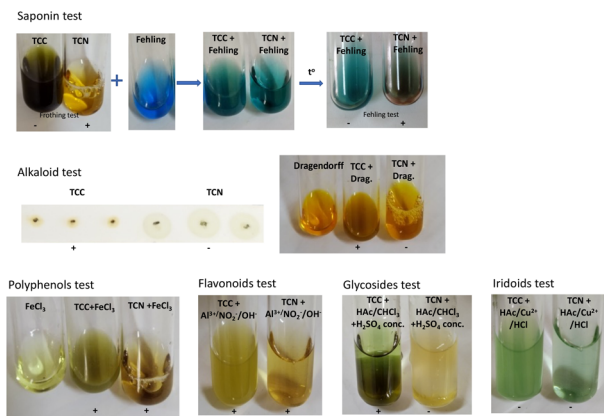 Saponin test
TCC
TCN
+
Fehling
TCC +
Fehling
TCN +
Fehling
t°
TCC +
Fehling
TCN +
Fehling
Frothing test
- +
Fehling test
- +
Alkaloid test
TCC TCN
+ -
Dragendorff
TCC +
Drag.
TCN +
Drag.
+ -
Polyphenols test
FeCl₃
TCC+FeCl₃
TCN +FeCl₃
+ +
Flavonoids test
TCC +
Al³⁺/NO₂⁻/OH⁻
TCN +
Al³⁺/NO₂⁻/OH⁻
+ +
Glycosides test
TCC +
HAc/CHCl₃
+H₂SO₄ conc.
TCN +
HAc/CHCl₃
+H₂SO₄ conc.
+ -
Iridoids test
TCC +
HAc/Cu²⁺
/HCl
TCN +
HAc/Cu²⁺
/HCl
- -